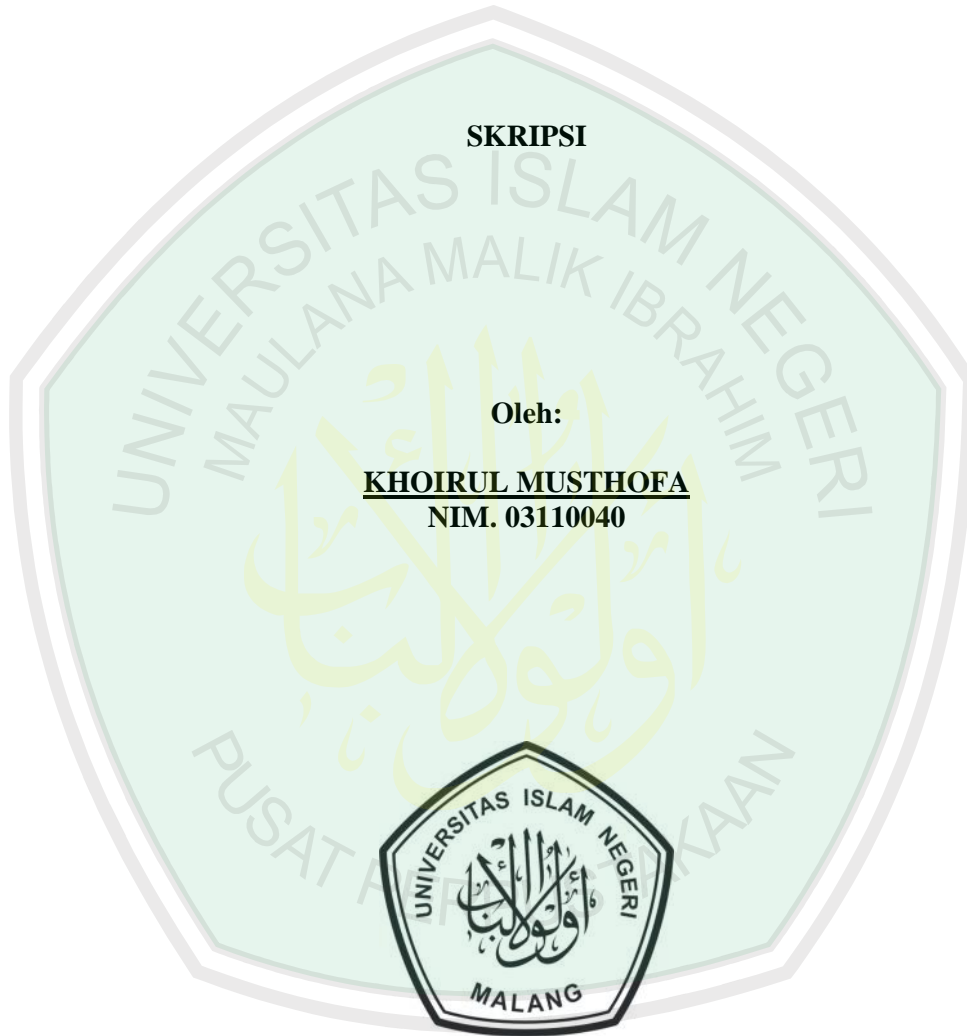 SKRIPSI
UNIVERSITAS ISLAM NEGERI
MAULANA MALIK IBRAHIM
Oleh:
KHOIRUL MUSTHOFA
NIM. 03110040
PUSAT PERPUSTAKAAN
UNIVERSITAS ISLAM NEGERI
أولوا الألباب
MALANG